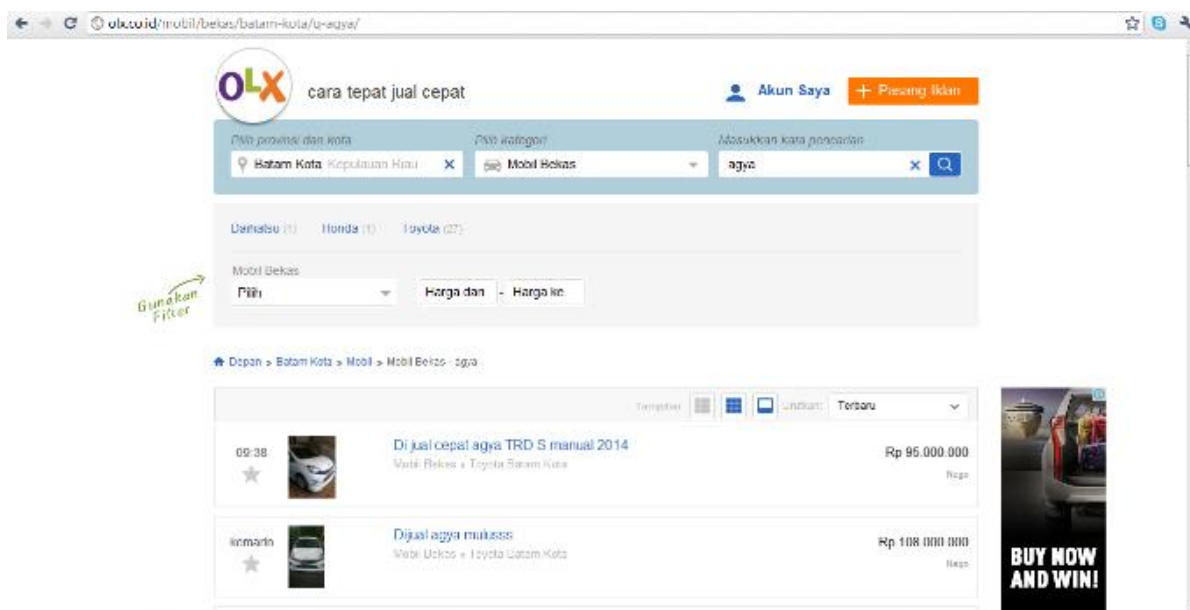 olx.co.id/mobil/bekas/batam-kota/q-agya/
OLX
cara tepat jual cepat
Akun Saya
+ Pasang Iklan
Pilih provinsi dan kota
Pilih kategori
Masukkan kata pencarian
Batam Kota Kepulauan Riau
Mobil Bekas
agya
Daihatsu (1) Honda (1) Toyota (27)
Gunakan Filter
Mobil Bekas
Pilih
Harga dari - Harga ke
Depan » Batam Kota » Mobil » Mobil Bekas - agya
Tampilan Urutkan: Terbaru
09:38
Di jual cepat agya TRD S manual 2014
Mobil Bekas » Toyota Batam Kota
Rp 95.000.000
Nego
kemarin
Dijual agya mulusss
Mobil Bekas » Toyota Batam Kota
Rp 108.000.000
Nego
BUY NOW
AND WIN!